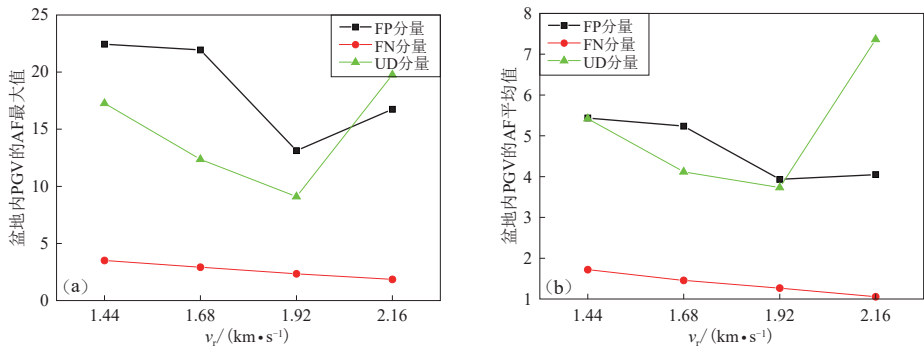 25
20
15
10
5
0
盆地内PGV的AF最大值
FP分量
FN分量
UD分量
(a)
1.44
1.68
1.92
2.16
vr/(km•s⁻¹)
8
7
6
5
4
3
2
1
盆地内PGV的AF平均值
FP分量
FN分量
UD分量
(b)
1.44
1.68
1.92
2.16
vr/(km•s⁻¹)